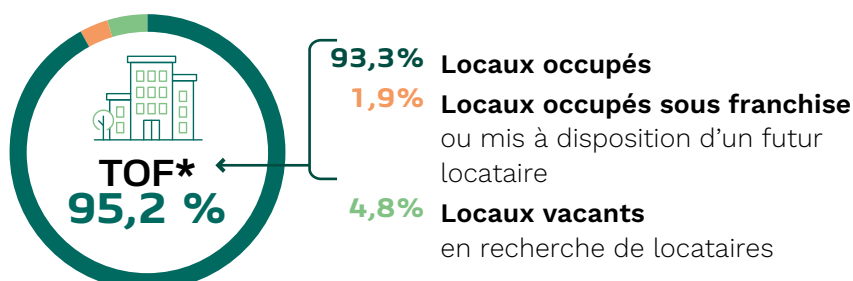 TOF*
95,2 %
93,3% Locaux occupés
1,9% Locaux occupés sous franchise
ou mis à disposition d’un futur
locataire
4,8% Locaux vacants
en recherche de locataires